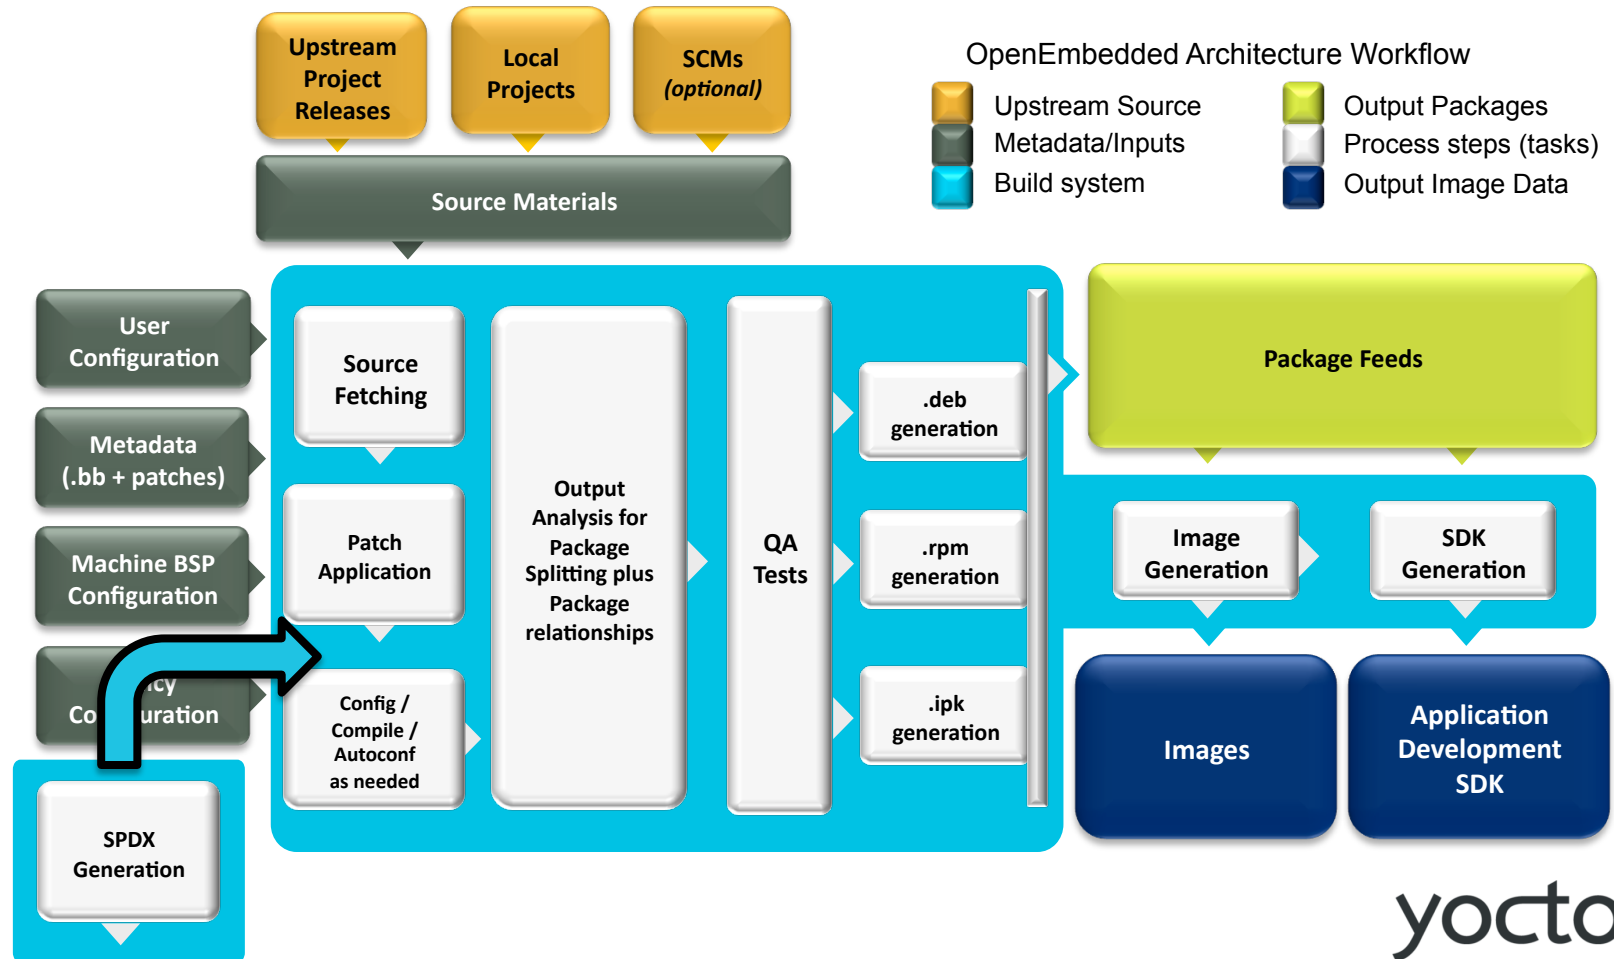 Upstream
Project
Releases
Local
Projects
SCMs
(optional)
OpenEmbedded Architecture Workflow
Upstream Source
Metadata/Inputs
Build system
Output Packages
Process steps (tasks)
Output Image Data
Source Materials
User
Configuration
Metadata
(.bb + patches)
Machine BSP
Configuration
Source
Fetching
Patch
Application
Config /
Compile /
Autoconf
as needed
Output
Analysis for
Package
Splitting plus
Package
relationships
QA
Tests
.deb
generation
.rpm
generation
.ipk
generation
Package Feeds
Image
Generation
SDK
Generation
Images
Application
Development
SDK
SPDX
Generation
yocto